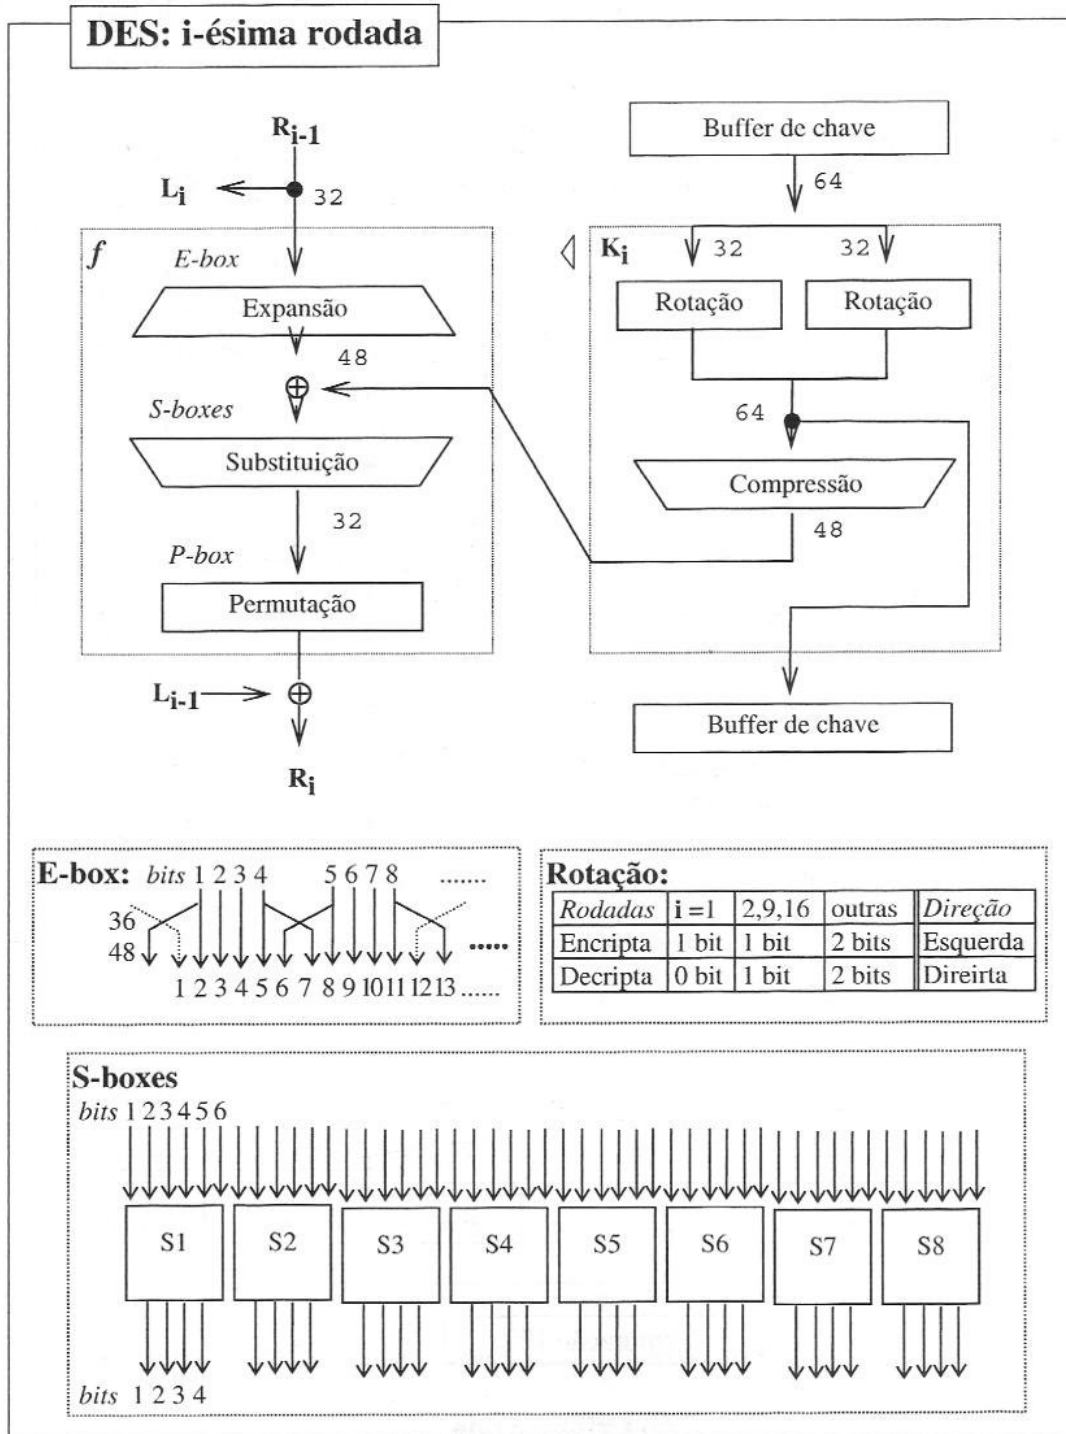 DES: i-ésima rodada
R i-1
L i
32
f
E-box
Expansão
48
S-boxes
Substituição
32
P-box
Permutação
L i-1
R i
Buffer de chave
64
K i
32 32
Rotação Rotação
64
Compressão
48
Buffer de chave
E-box: bits 1 2 3 4 5 6 7 8 .......
36
48 .....
1 2 3 4 5 6 7 8 9 10 11 12 13 ......
Rotação:
Rodadas i =1 2,9,16 outras Direção
Encripta 1 bit 1 bit 2 bits Esquerda
Decripta 0 bit 1 bit 2 bits Direirta
S-boxes
bits 1 2 3 4 5 6
S1 S2 S3 S4 S5 S6 S7 S8
bits 1 2 3 4